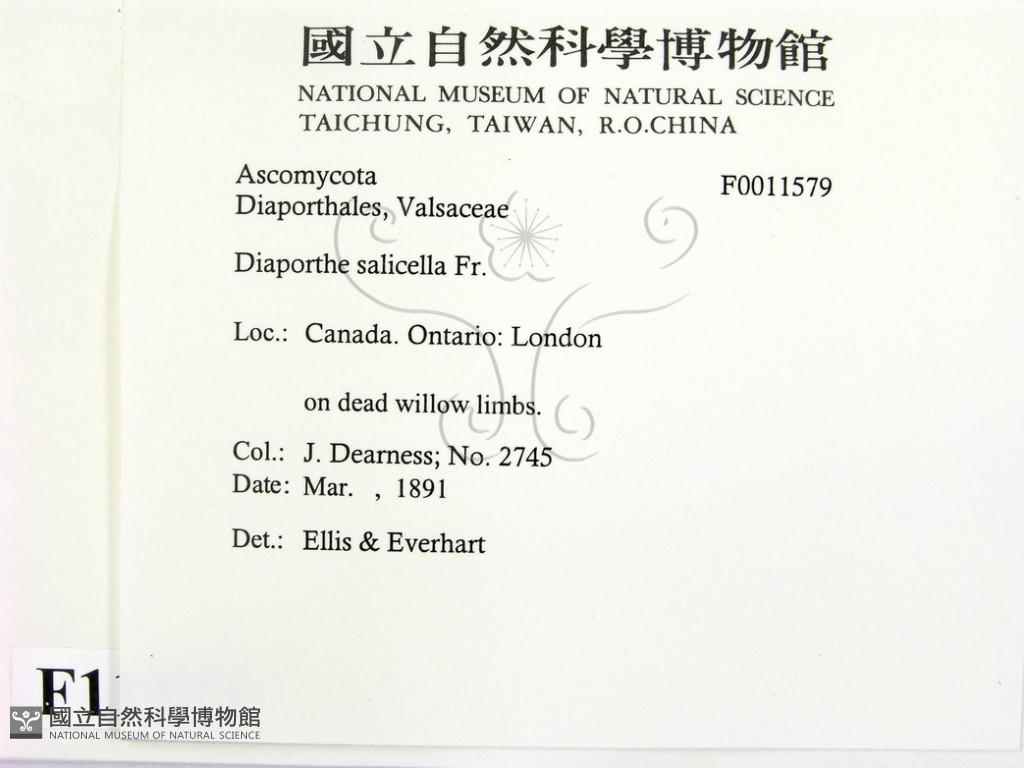 國立自然科學博物館
NATIONAL MUSEUM OF NATURAL SCIENCE
TAICHUNG, TAIWAN, R.O.CHINA
Ascomycota F0011579
Diaporthales, Valsaceae
Diaporthe salicella Fr.
Loc.: Canada. Ontario: London
on dead willow limbs.
Col.: J. Dearness; No. 2745
Date: Mar. , 1891
Det.: Ellis & Everhart
F1
國立自然科學博物館
NATIONAL MUSEUM OF NATURAL SCIENCE